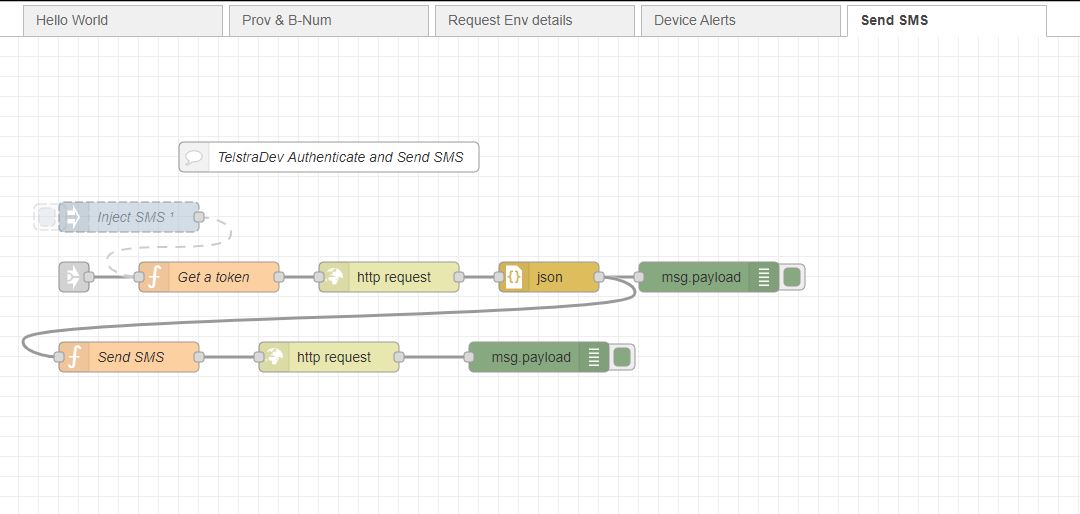 Hello World
Prov & B-Num
Request Env details
Device Alerts
Send SMS
TelstraDev Authenticate and Send SMS
Inject SMS ¹
Get a token
http request
json
msg.payload
Send SMS
http request
msg.payload